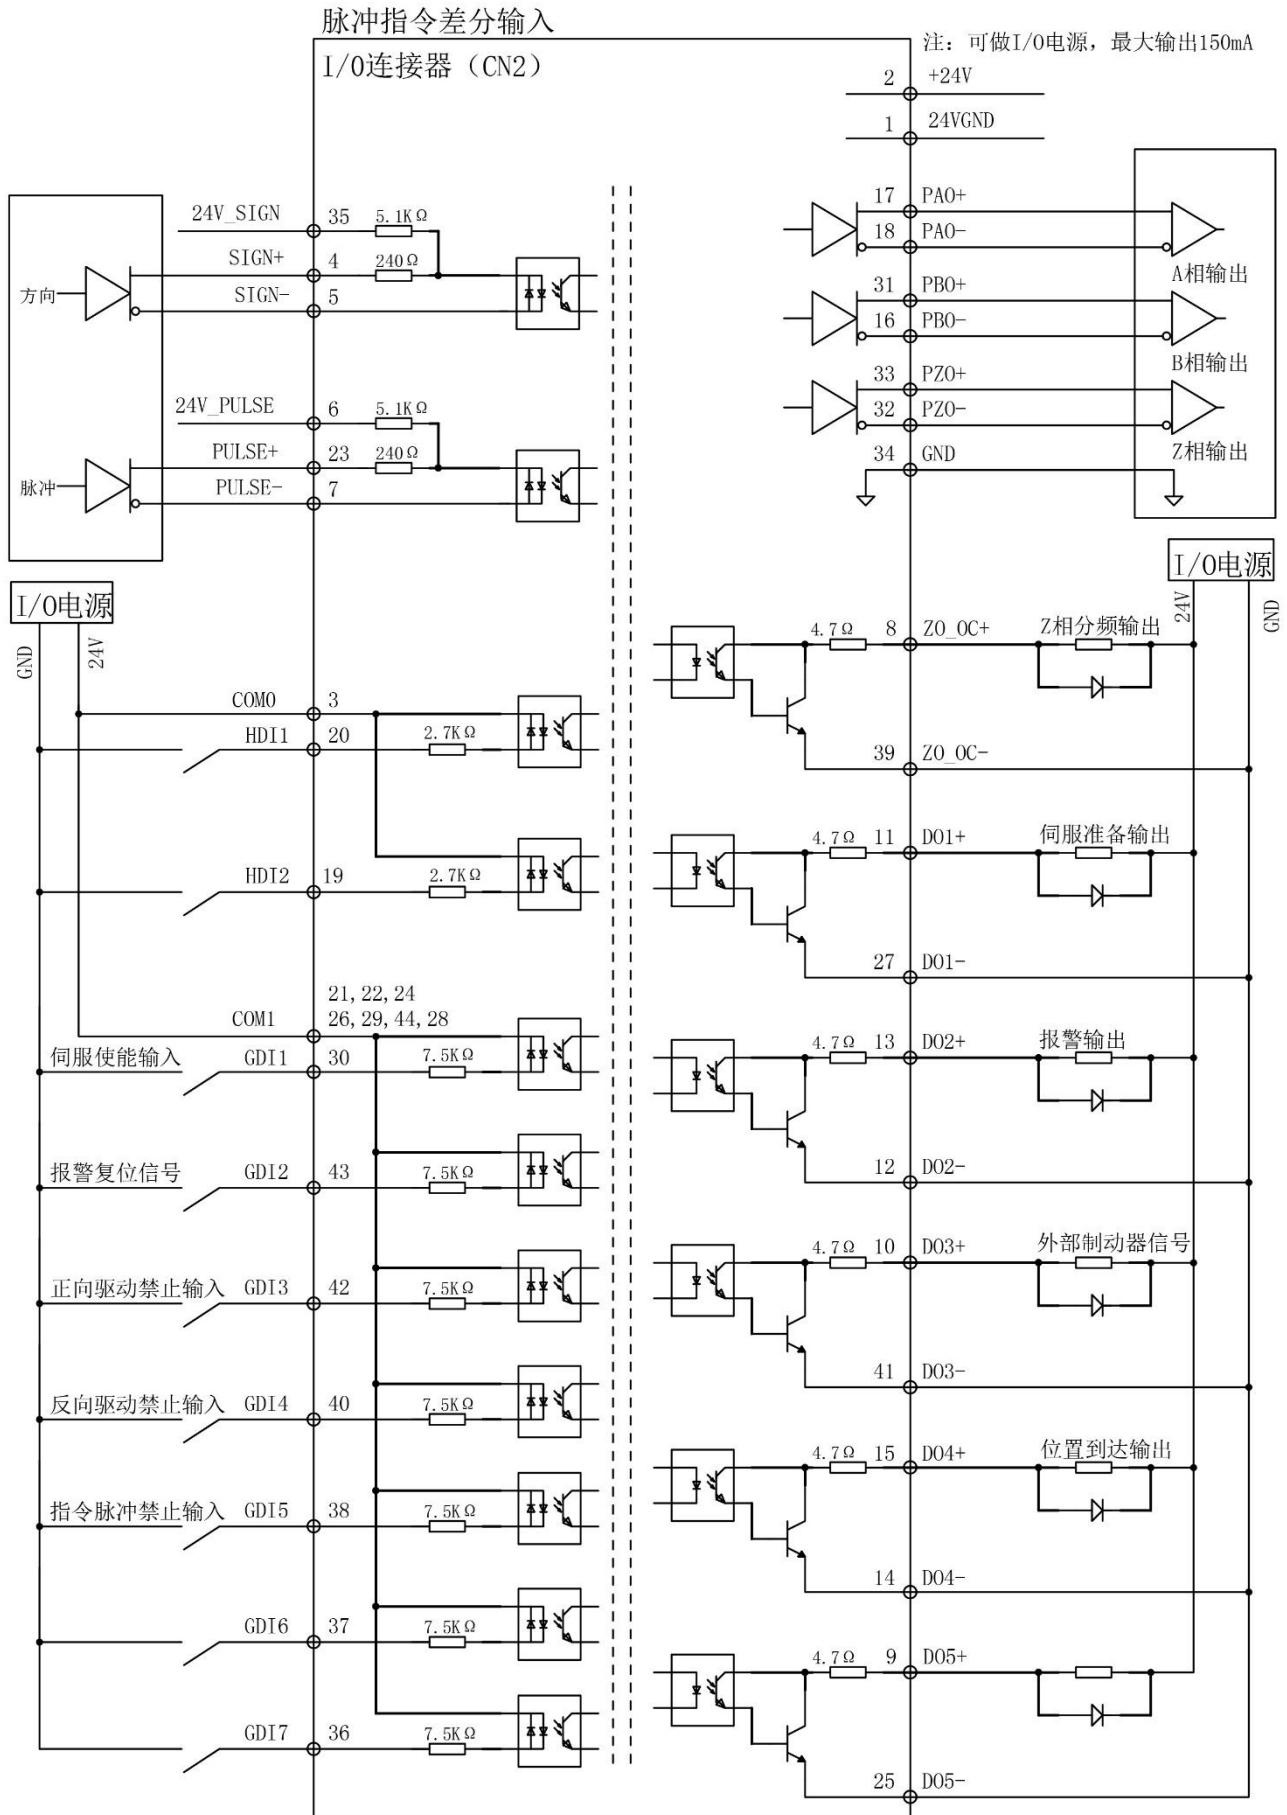 脉冲指令差分输入
I/O连接器（CN2）
注：可做I/O电源，最大输出150mA
2 +24V
1 24VGND
24V_SIGN 35 5.1KΩ
SIGN+ 4 240Ω
方向
SIGN- 5
24V_PULSE 6 5.1KΩ
PULSE+ 23 240Ω
脉冲
PULSE- 7
17 PAO+
18 PAO-
A相输出
31 PBO+
16 PBO-
B相输出
33 PZO+
32 PZO-
Z相输出
34 GND
I/O电源
GND
24V
COM0 3
HDI1 20 2.7KΩ
HDI2 19 2.7KΩ
21,22,24
COM1 26,29,44,28
伺服使能输入 GDI1 30 7.5KΩ
报警复位信号 GDI2 43 7.5KΩ
正向驱动禁止输入 GDI3 42 7.5KΩ
反向驱动禁止输入 GDI4 40 7.5KΩ
指令脉冲禁止输入 GDI5 38 7.5KΩ
GDI6 37 7.5KΩ
GDI7 36 7.5KΩ
I/O电源
24V
GND
4.7Ω 8 ZO_OC+ Z相分频输出
39 ZO_OC-
4.7Ω 11 DO1+ 伺服准备输出
27 DO1-
4.7Ω 13 DO2+ 报警输出
12 DO2-
4.7Ω 10 DO3+ 外部制动器信号
41 DO3-
4.7Ω 15 DO4+ 位置到达输出
14 DO4-
4.7Ω 9 DO5+
25 DO5-